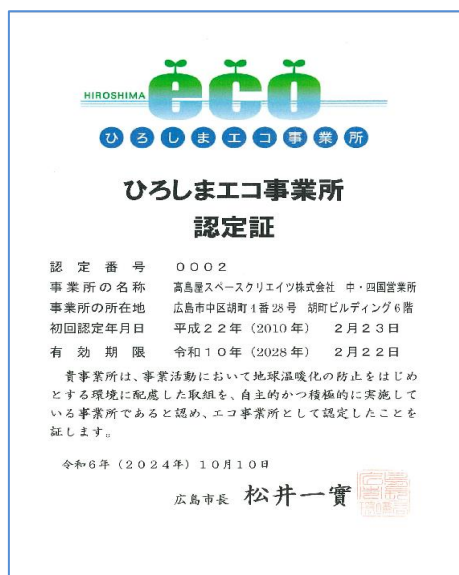 HIROSHIMA eco
ひろしまエコ事業所
ひろしまエコ事業所
認定証
認定番号 0002
事業所の名称 髙島屋スペースクリエイツ株式会社 中・四国営業所
事業所の所在地 広島市中区胡町4番28号 胡町ビルディング6階
初回認定年月日 平成22年(2010年) 2月23日
有効期限 令和10年(2028年) 2月22日
貴事業所は、事業活動において地球温暖化の防止をはじめ
とする環境に配慮した取組を、自主的かつ積極的に実施して
いる事業所であると認め、エコ事業所として認定したことを
証します。
令和6年(2024年)10月10日
広島市長 松井一實